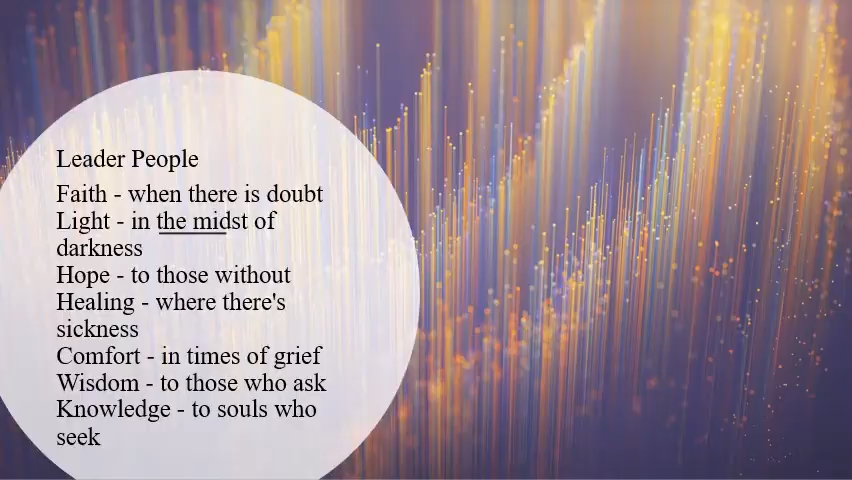 Leader People
Faith - when there is doubt
Light - in the midst of
darkness
Hope - to those without
Healing - where there's
sickness
Comfort - in times of grief
Wisdom - to those who ask
Knowledge - to souls who
seek